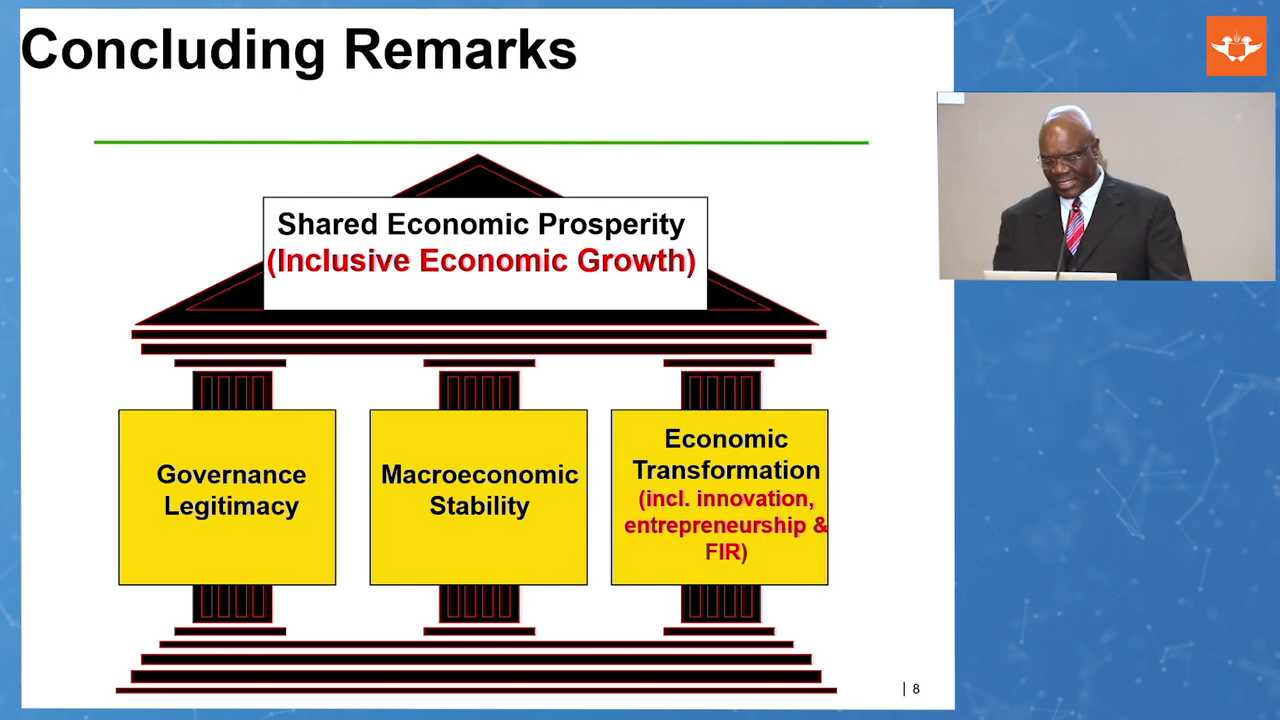 Concluding Remarks
Shared Economic Prosperity
(Inclusive Economic Growth)
Governance
Legitimacy
Macroeconomic
Stability
Economic
Transformation
(incl. innovation,
entrepreneurship &
FIR)
8